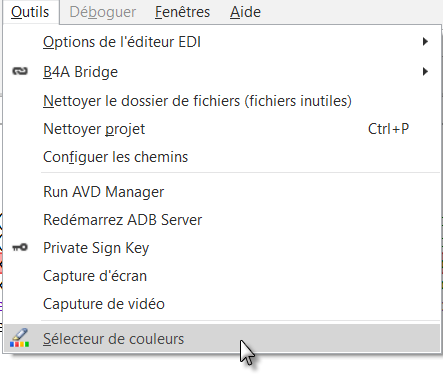 Outils Déboguer Fenêtres Aide
Options de l'éditeur EDI
B4A Bridge
Nettoyer le dossier de fichiers (fichiers inutiles)
Nettoyer projet Ctrl+P
Configuer les chemins
Run AVD Manager
Redémarrez ADB Server
Private Sign Key
Capture d'écran
Caputure de vidéo
Sélecteur de couleurs